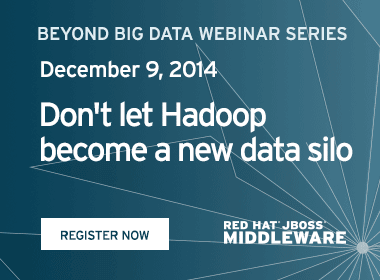 BEYOND BIG DATA WEBINAR SERIES
December 9, 2014
Don't let Hadoop
become a new data silo
REGISTER NOW
RED HAT® JBOSS®
MIDDLEWARE